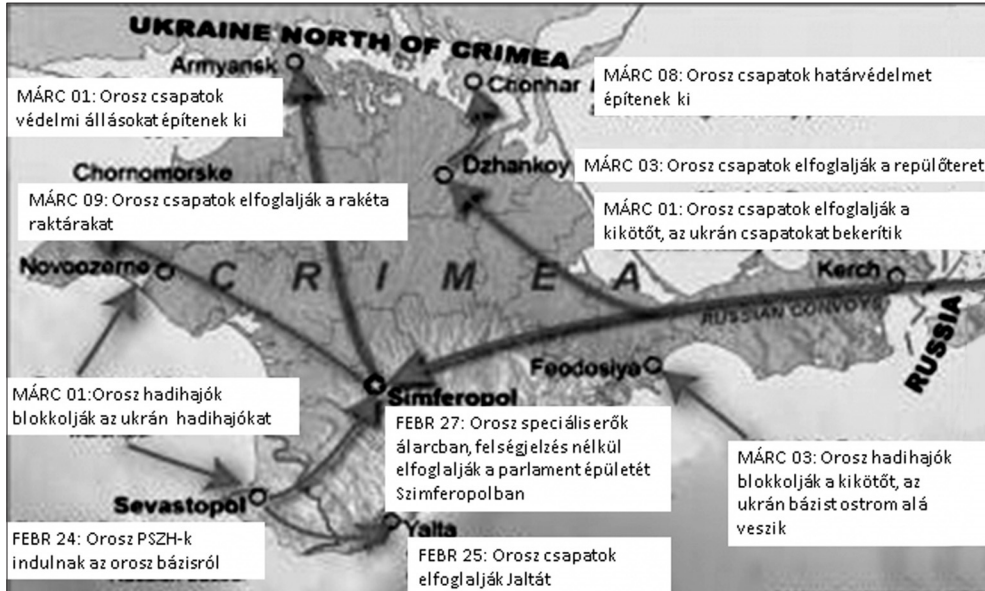 UKRAINE NORTH OF CRIMEA
Armyansk
Chonhar
MÁRC 08: Orosz csapatok határvédelmet
építenek ki
MÁRC 01: Orosz csapatok
védelmi állásokat építenek ki
Dzhankoy
MÁRC 03: Orosz csapatok elfoglalják a repülőteret
Chornomorske
MÁRC 09: Orosz csapatok elfoglalják a rakéta
raktárakat
MÁRC 01: Orosz csapatok elfoglalják a
kikötőt, az ukrán csapatokat bekerítik
Novoozerne
CRIMEA
Kerch
RUSSIAN CONVOYS
RUSSIA
Feodosiya
MÁRC 01:Orosz hadihajók
blokkolják az ukrán hadihajókat
Simferopol
FEBR 27: Orosz speciális erők
álarcban, felségjelzés nélkül
elfoglalják a parlament épületét
Szimferopolban
MÁRC 03: Orosz hadihajók
blokkolják a kikötőt, az
ukrán bázist ostrom alá
veszik
Sevastopol
Yalta
FEBR 24: Orosz PSZH-k
indulnak az orosz bázisról
FEBR 25: Orosz csapatok
elfoglalják Jaltát